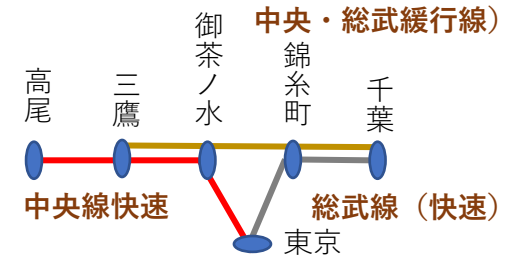 中央・総武緩行線）
高尾
三鷹
御茶ノ水
錦糸町
千葉
中央線快速
総武線（快速）
東京